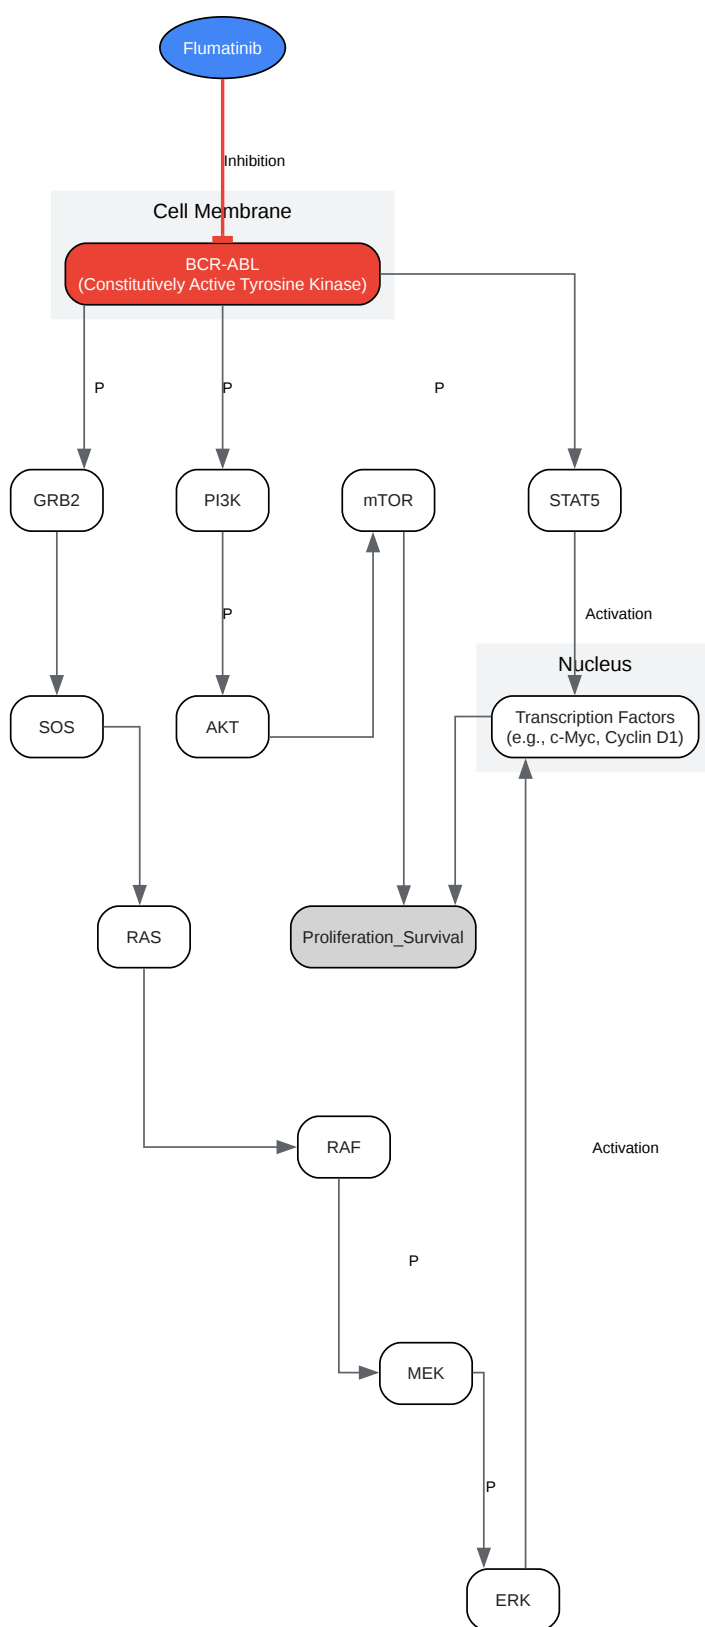 Flumatinib
Inhibition
Cell Membrane
BCR-ABL
(Constitutively Active Tyrosine Kinase)
P
P
P
GRB2
PI3K
mTOR
STAT5
P
Activation
Nucleus
SOS
AKT
Transcription Factors
(e.g., c-Myc, Cyclin D1)
RAS
Proliferation_Survival
RAF
Activation
P
MEK
P
ERK